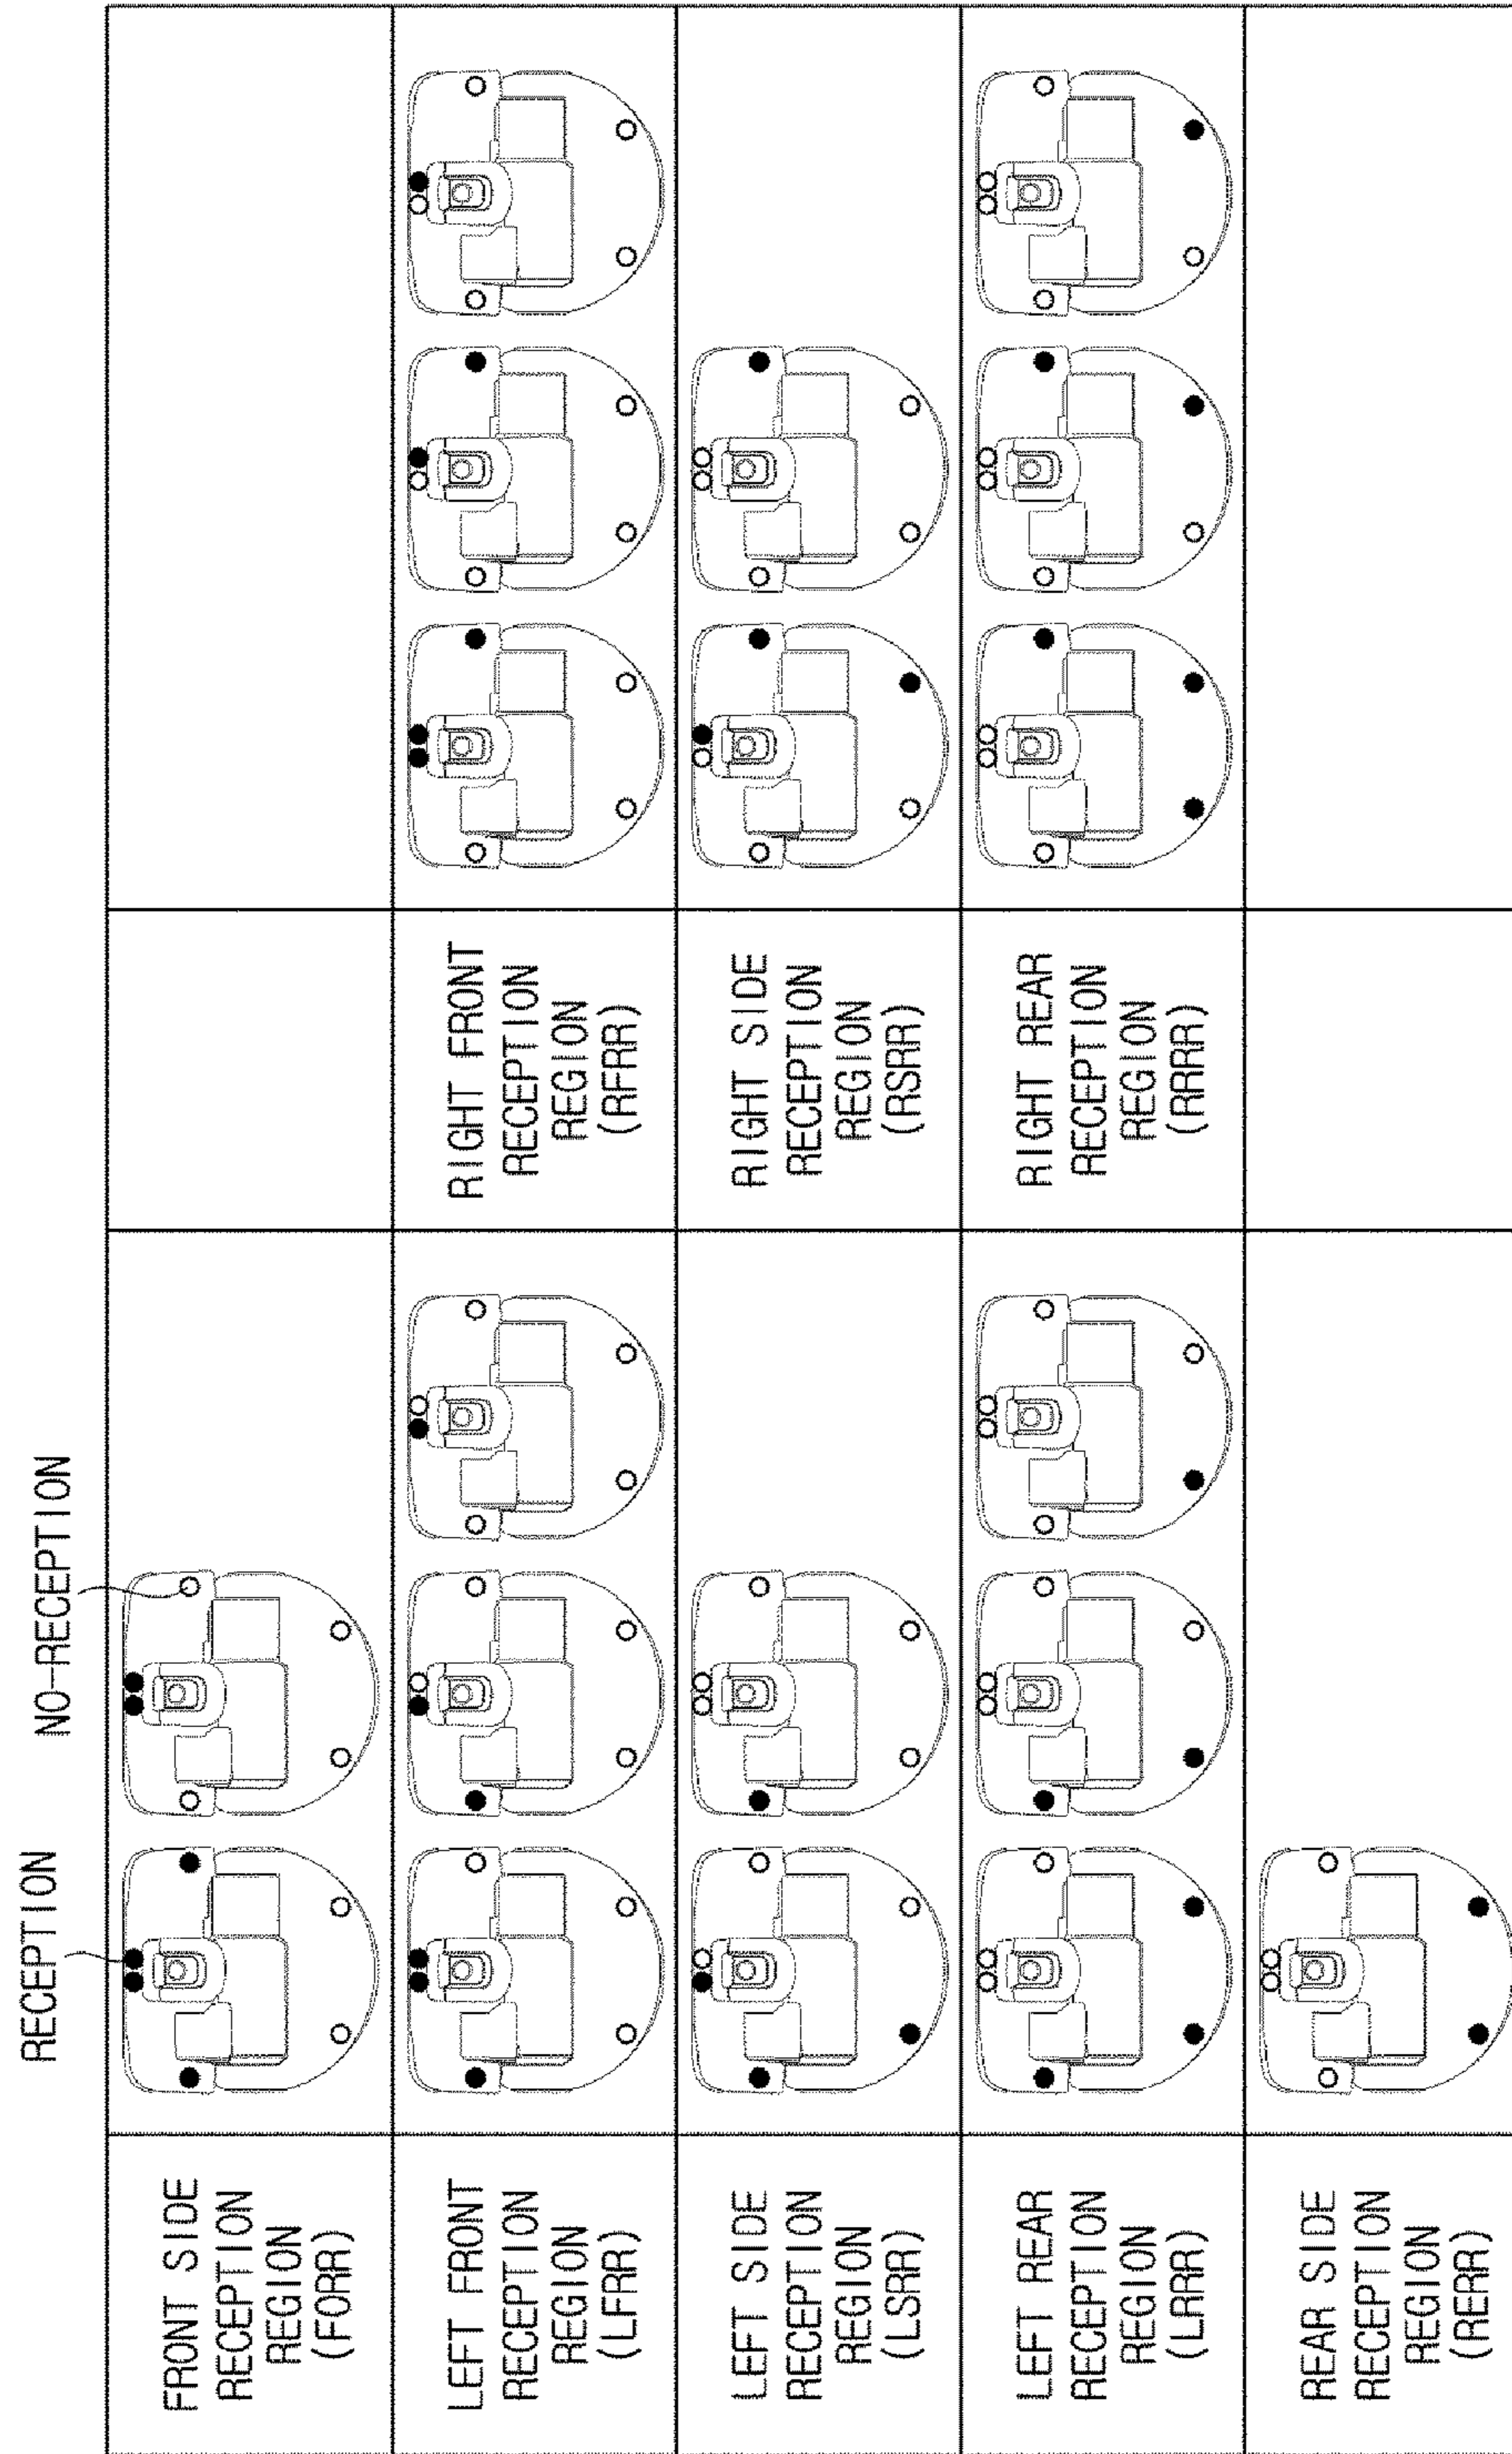 RECEPTION
NO-RECEPTION
FRONT SIDE
RECEPTION
REGION
(FORR)
LEFT FRONT
RECEPTION
REGION
(LFRR)
RIGHT FRONT
RECEPTION
REGION
(RFRR)
LEFT SIDE
RECEPTION
REGION
(LSRR)
RIGHT SIDE
RECEPTION
REGION
(RSRR)
LEFT REAR
RECEPTION
REGION
(LRRR)
RIGHT REAR
RECEPTION
REGION
(RRRR)
REAR SIDE
RECEPTION
REGION
(RERR)